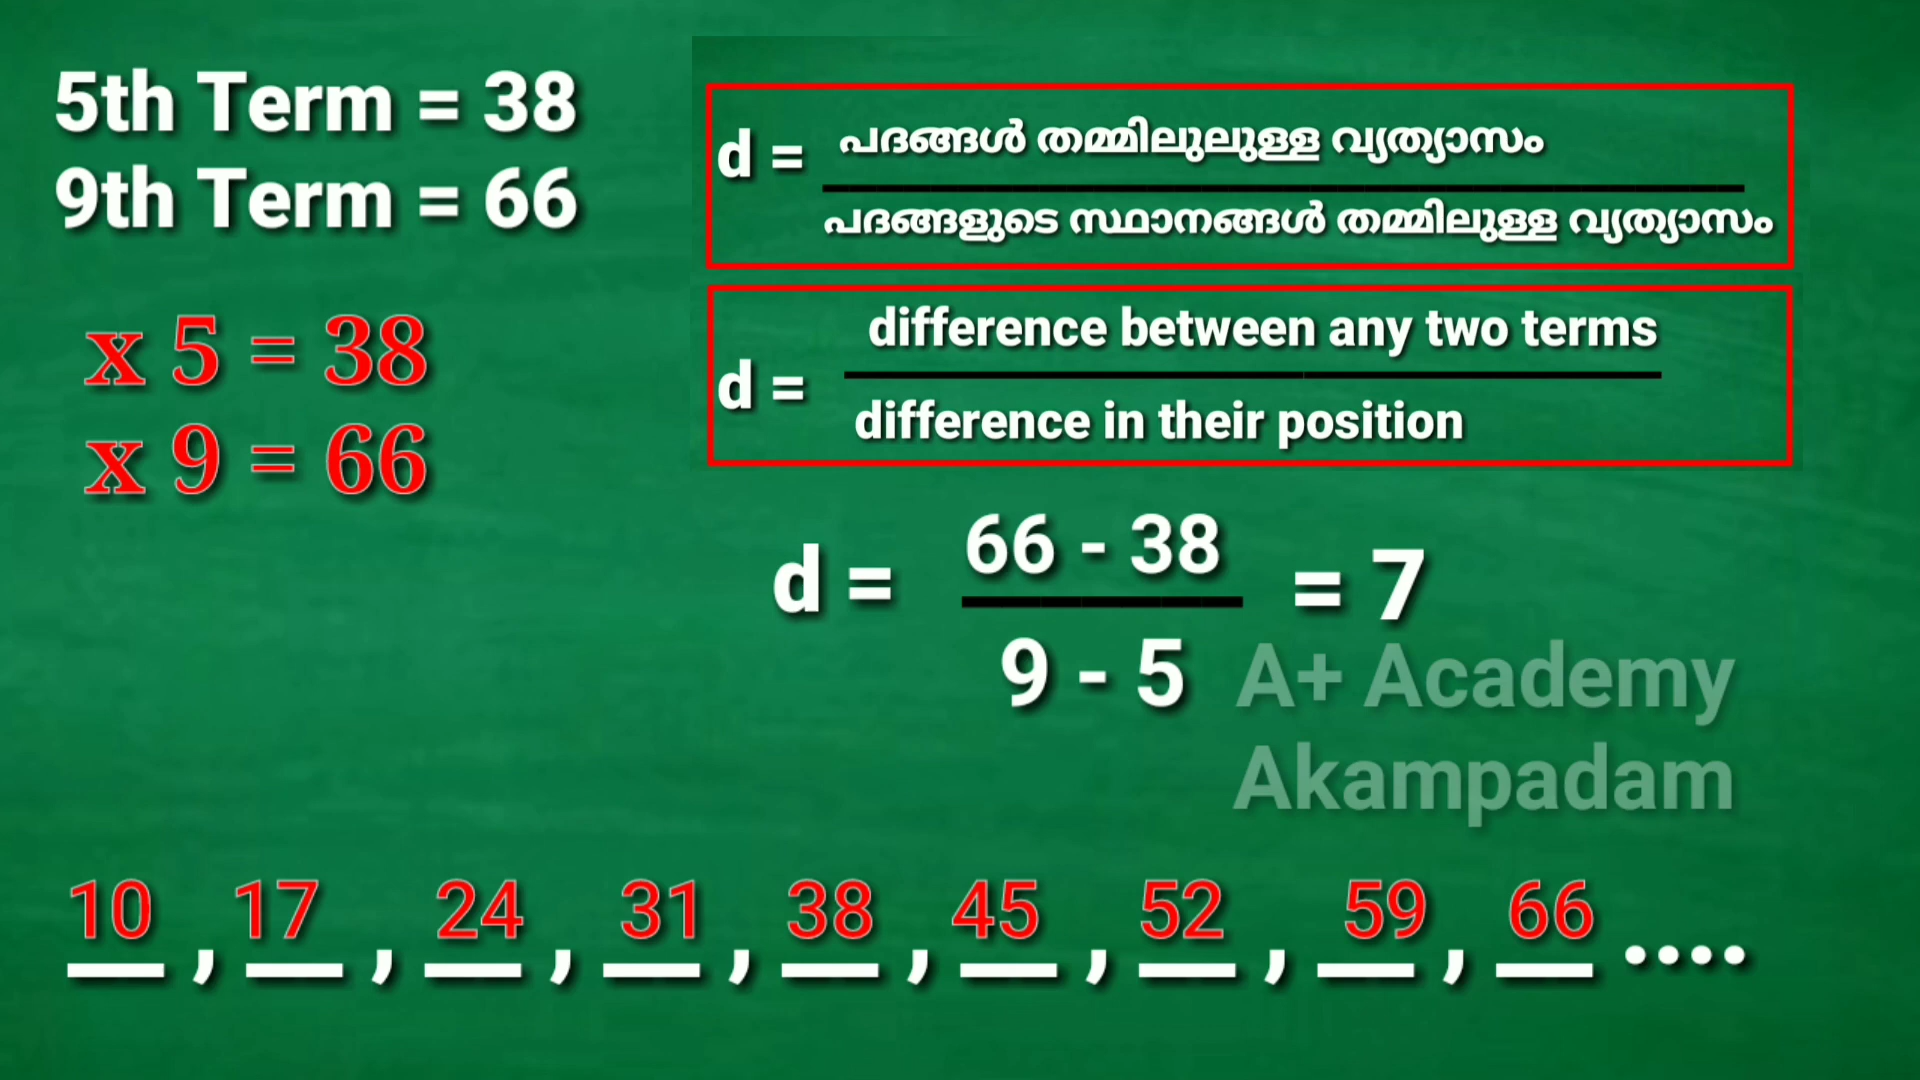 5th Term = 38
9th Term = 66
x 5 = 38
x 9 = 66
d = പദങ്ങൾ തമ്മിലുലുള്ള വ്യത്യാസം
പദങ്ങളുടെ സ്ഥാനങ്ങൾ തമ്മിലുള്ള വ്യത്യാസം
d = difference between any two terms
difference in their position
d = 66 - 38 = 7
9 - 5
A+ Academy
Akampadam
10 , 17 , 24 , 31 , 38 , 45 , 52 , 59 , 66 ....